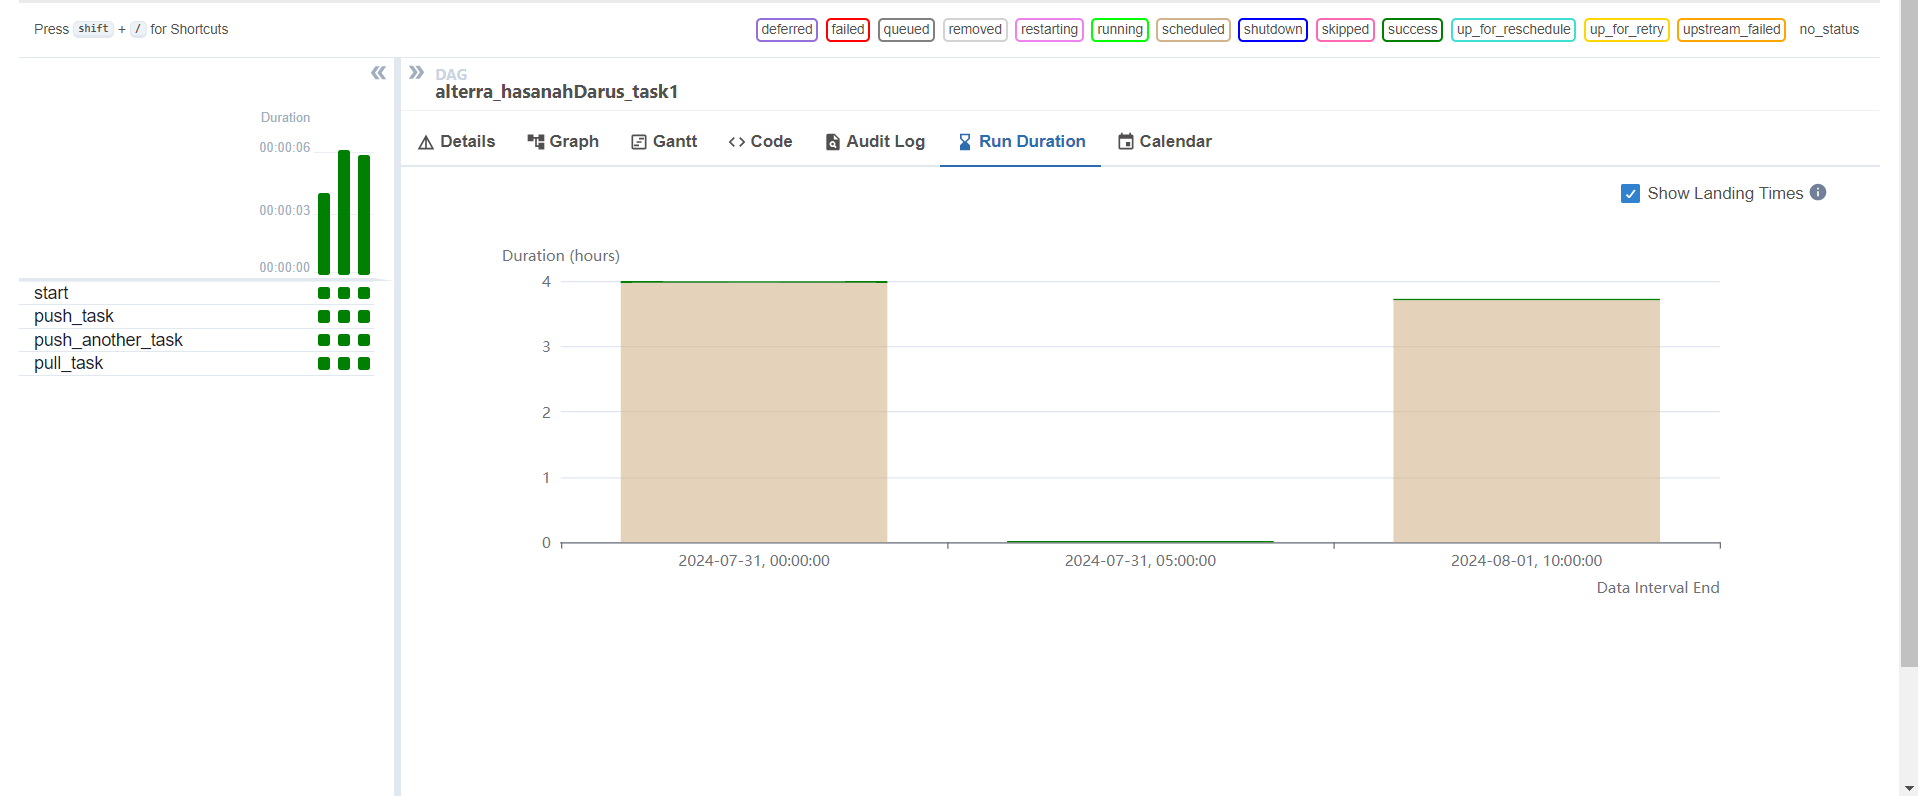 Press shift + / for Shortcuts
deferred failed queued removed restarting running scheduled shutdown skipped success up_for_reschedule up_for_retry upstream_failed no_status
DAG
alterra_hasanahDarus_task1
Details Graph Gantt Code Audit Log Run Duration Calendar
Show Landing Times
Duration
00:00:06
00:00:03
00:00:00
start
push_task
push_another_task
pull_task
Duration (hours)
4
3
2
1
0
2024-07-31, 00:00:00 2024-07-31, 05:00:00 2024-08-01, 10:00:00
Data Interval End